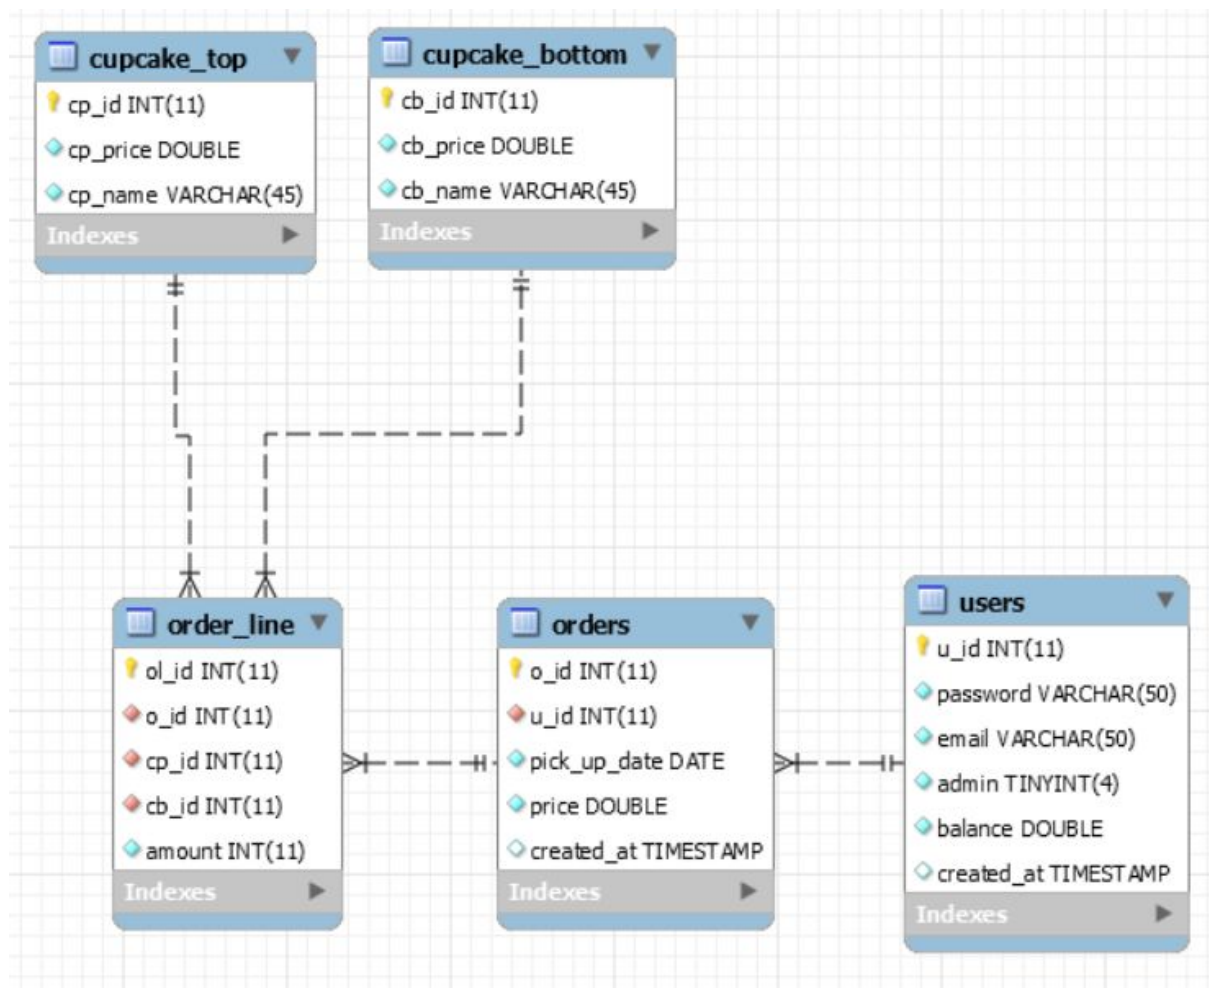 cupcake_top
cp_id INT(11)
cp_price DOUBLE
cp_name VARCHAR(45)
Indexes
cupcake_bottom
cb_id INT(11)
cb_price DOUBLE
cb_name VARCHAR(45)
Indexes
order_line
ol_id INT(11)
o_id INT(11)
cp_id INT(11)
cb_id INT(11)
amount INT(11)
Indexes
orders
o_id INT(11)
u_id INT(11)
pick_up_date DATE
price DOUBLE
created_at TIMESTAMP
Indexes
users
u_id INT(11)
password VARCHAR(50)
email VARCHAR(50)
admin TINYINT(4)
balance DOUBLE
created_at TIMESTAMP
Indexes